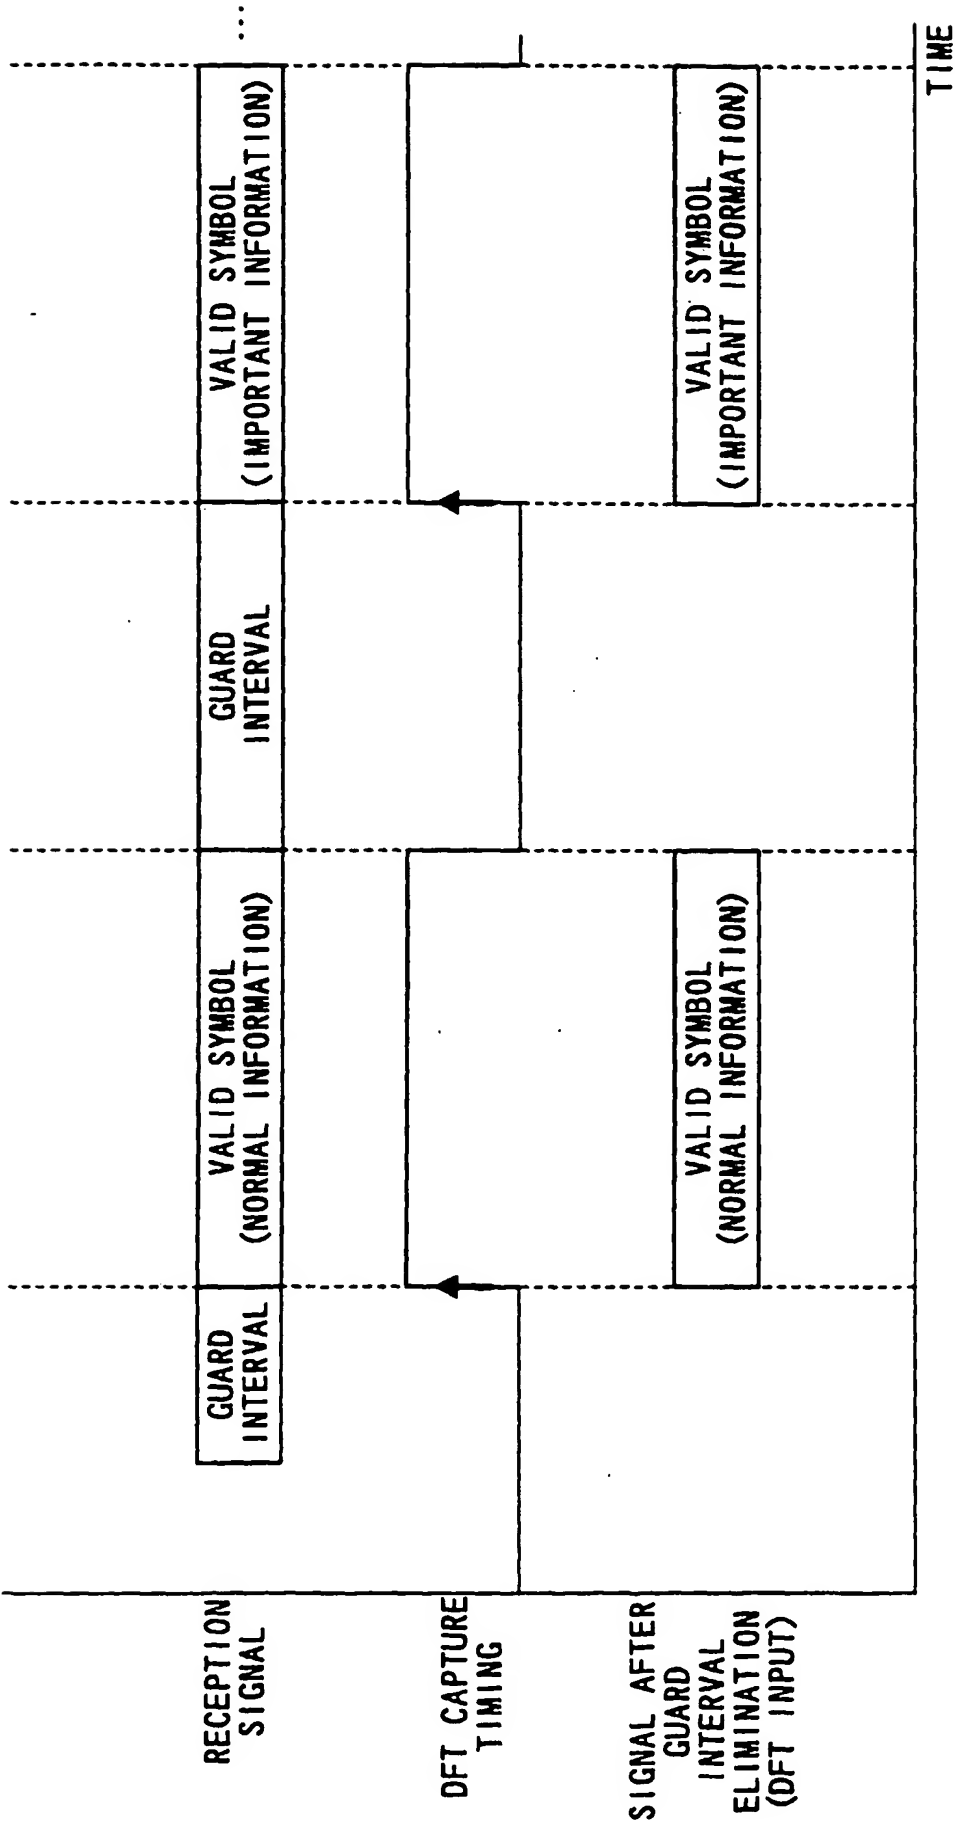 RECEPTION
SIGNAL
GUARD
INTERVAL
VALID SYMBOL
(NORMAL INFORMATION)
GUARD
INTERVAL
VALID SYMBOL
(IMPORTANT INFORMATION)
...
DFT CAPTURE
TIMING
SIGNAL AFTER
GUARD
INTERVAL
ELIMINATION
(DFT INPUT)
VALID SYMBOL
(NORMAL INFORMATION)
VALID SYMBOL
(IMPORTANT INFORMATION)
TIME